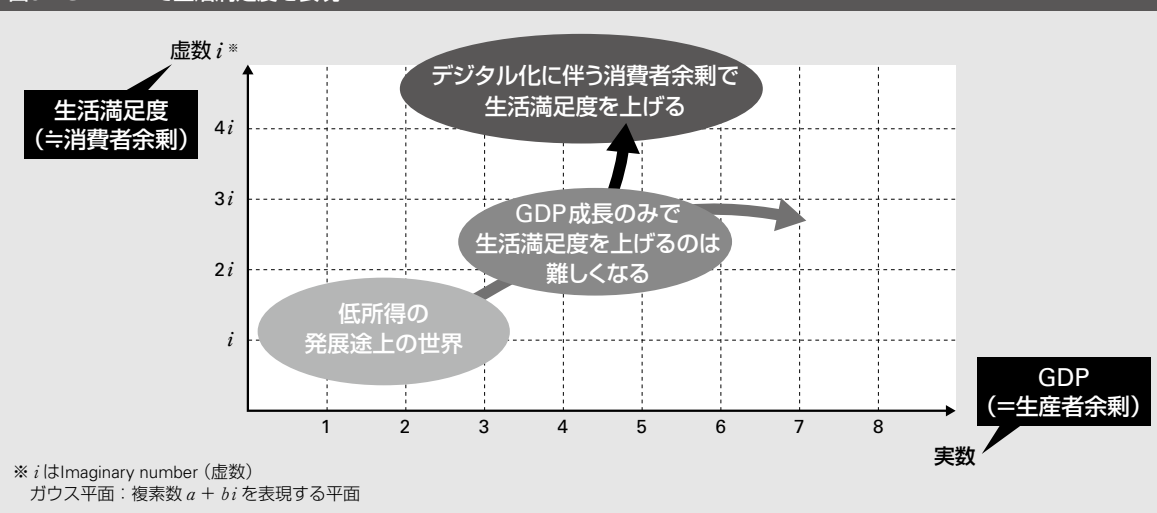 虚数 i ※
生活満足度
(≒消費者余剰)
デジタル化に伴う消費者余剰で
生活満足度を上げる
4i
3i
GDP成長のみで
生活満足度を上げるのは
難しくなる
2i
低所得の
発展途上の世界
i
GDP
(=生産者余剰)
1 2 3 4 5 6 7 8
実数
※ i はImaginary number(虚数)
ガウス平面:複素数 a + bi を表現する平面